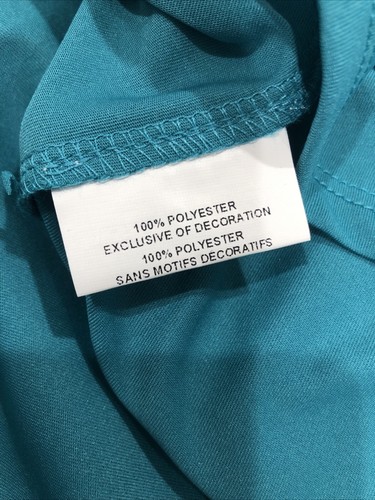 100% POLYESTER
EXCLUSIVE OF DECORATION
100% POLYESTER
SANS MOTIFS DECORATIFS